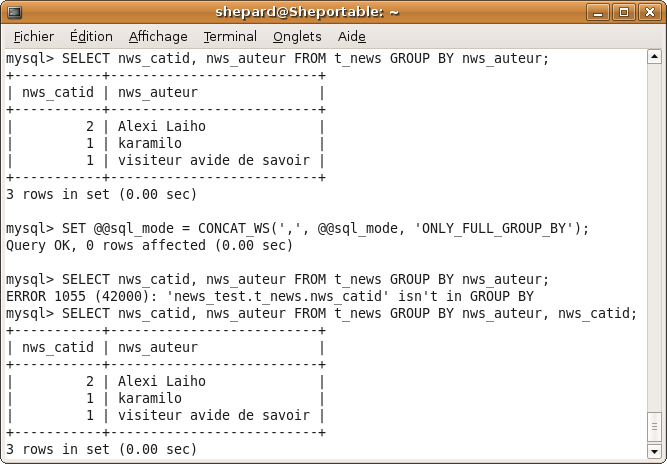 shepard@Sheportable: ~
Fichier Édition Affichage Terminal Onglets Aide
mysql> SELECT nws_catid, nws_auteur FROM t_news GROUP BY nws_auteur;
+-----------+-------------------------+
| nws_catid | nws_auteur              |
+-----------+-------------------------+
|         2 | Alexi Laiho             |
|         1 | karamilo                |
|         1 | visiteur avide de savoir |
+-----------+-------------------------+
3 rows in set (0.00 sec)
mysql> SET @@sql_mode = CONCAT_WS(',', @@sql_mode, 'ONLY_FULL_GROUP_BY');
Query OK, 0 rows affected (0.00 sec)
mysql> SELECT nws_catid, nws_auteur FROM t_news GROUP BY nws_auteur;
ERROR 1055 (42000): 'news_test.t_news.nws_catid' isn't in GROUP BY
mysql> SELECT nws_catid, nws_auteur FROM t_news GROUP BY nws_auteur, nws_catid;
+-----------+-------------------------+
| nws_catid | nws_auteur              |
+-----------+-------------------------+
|         2 | Alexi Laiho             |
|         1 | karamilo                |
|         1 | visiteur avide de savoir |
+-----------+-------------------------+
3 rows in set (0.00 sec)